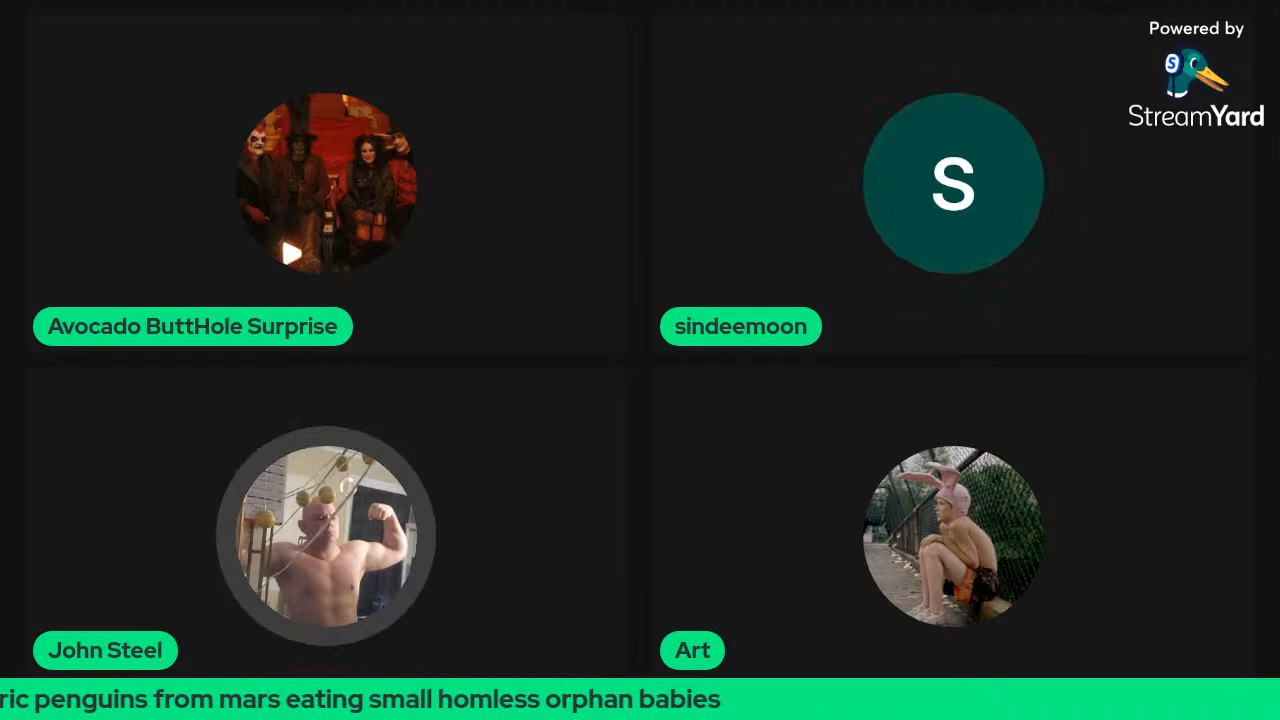 Powered by
S
StreamYard
S
Avocado ButtHole Surprise
sindeemoon
John Steel
Art
ric penguins from mars eating small homless orphan babies